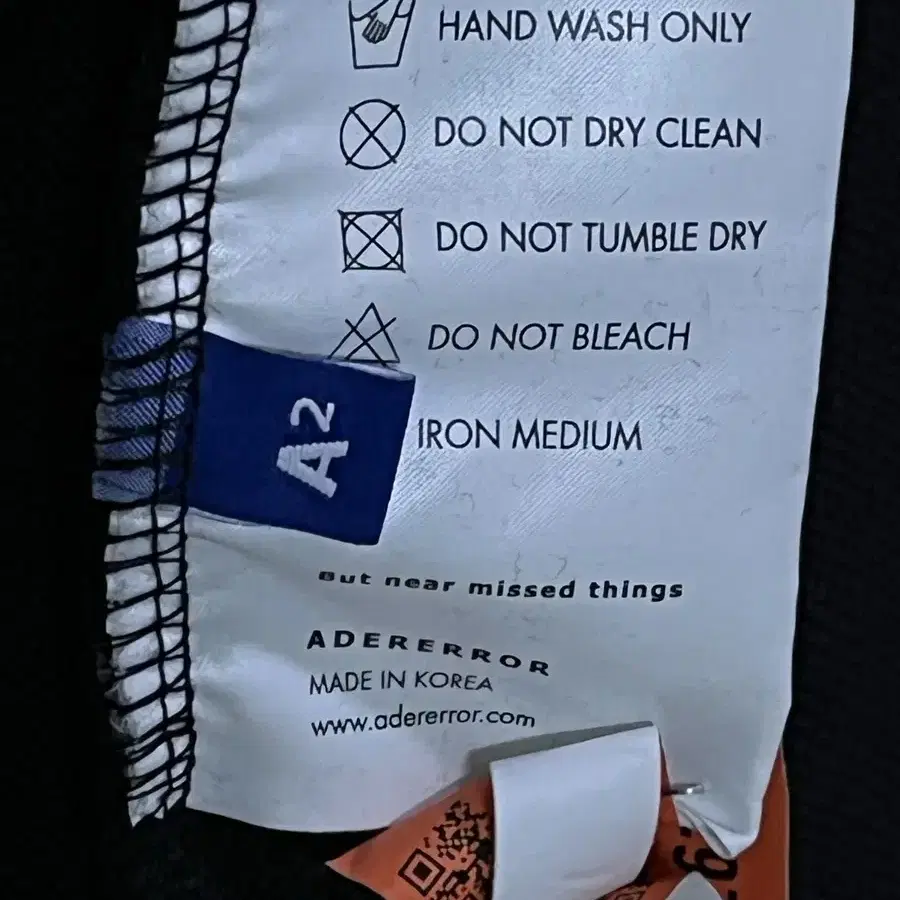 HAND WASH ONLY
DO NOT DRY CLEAN
DO NOT TUMBLE DRY
DO NOT BLEACH
A2
IRON MEDIUM
But near missed things
ADERERROR
MADE IN KOREA
www.adererror.com